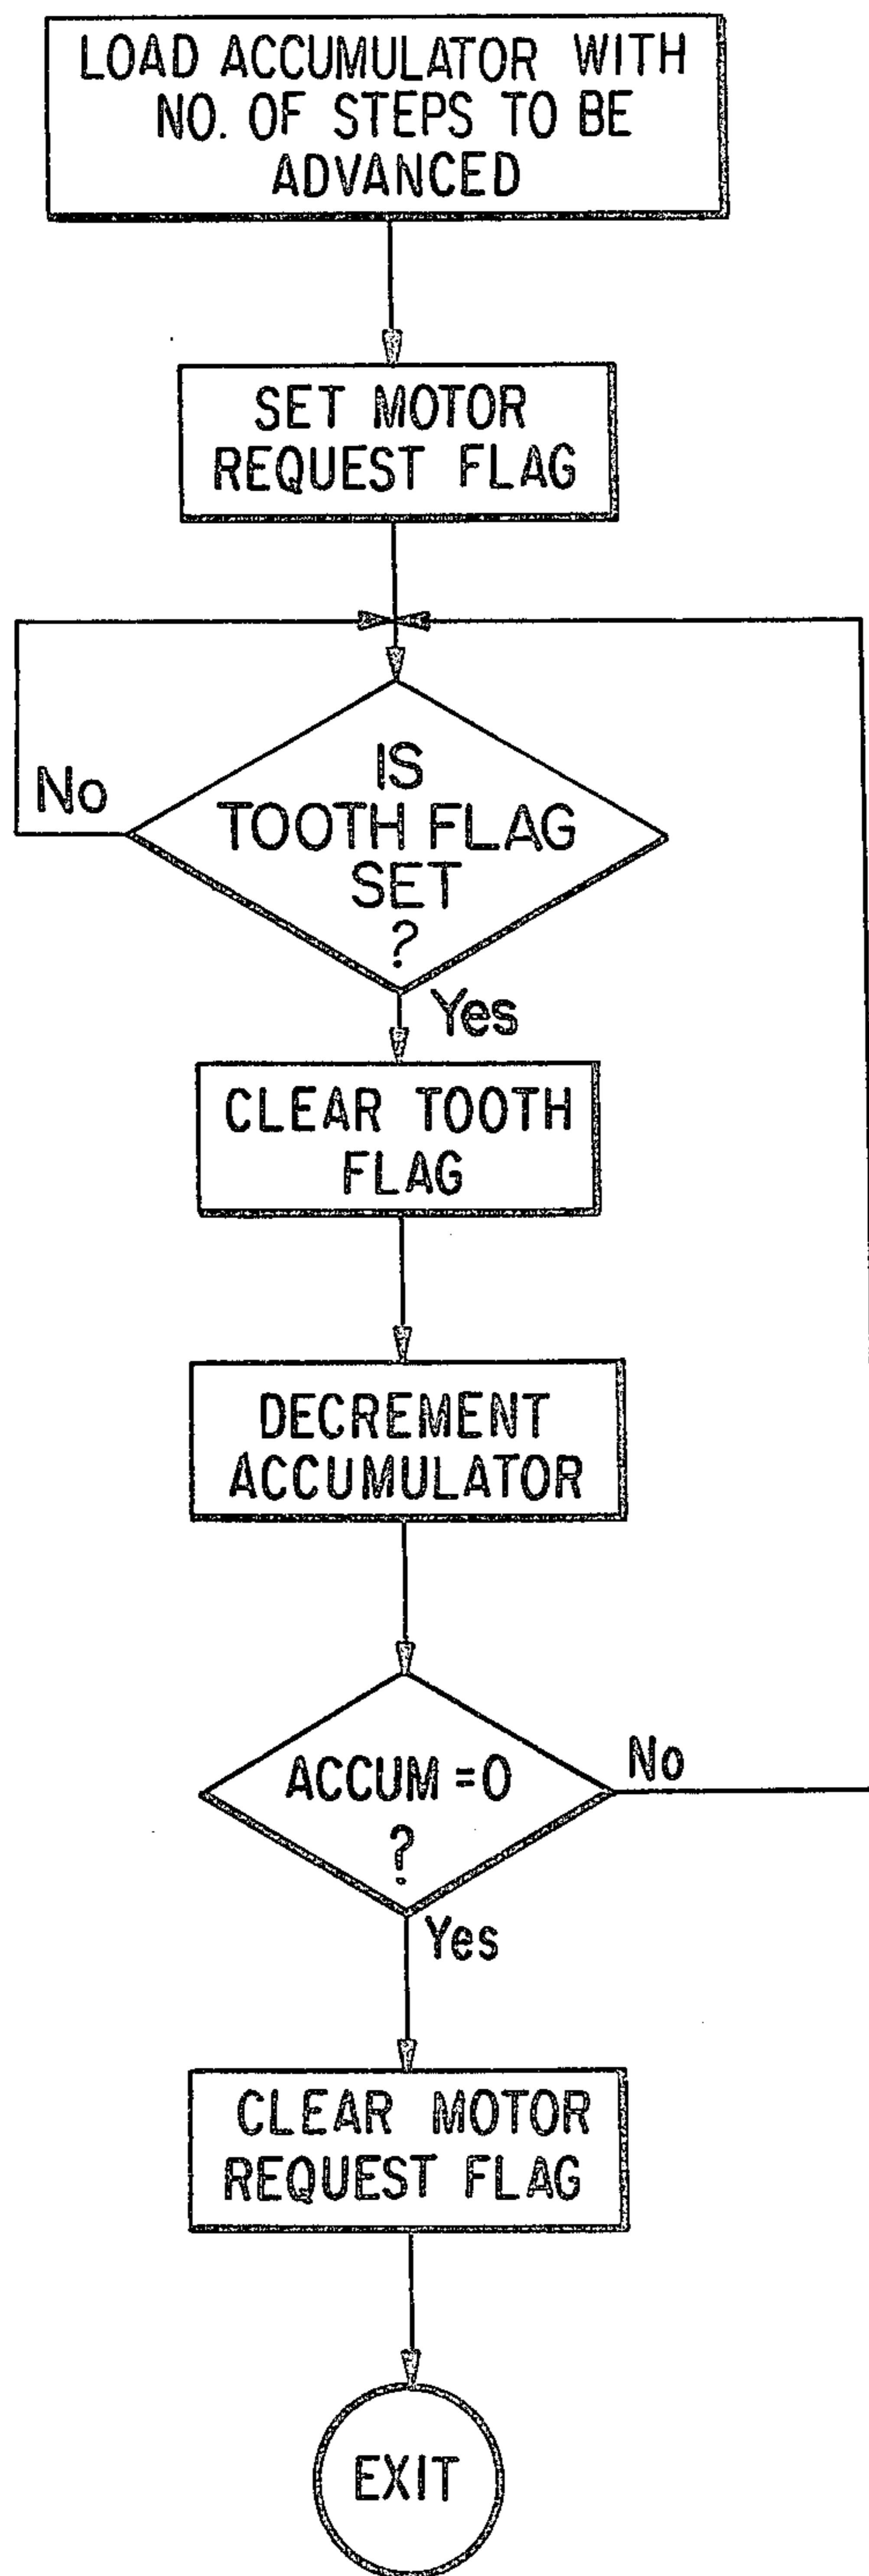 LOAD ACCUMULATOR WITH
NO. OF STEPS TO BE
ADVANCED
SET MOTOR
REQUEST FLAG
No
IS
TOOTH FLAG
SET
?
Yes
CLEAR TOOTH
FLAG
DECREMENT
ACCUMULATOR
ACCUM = 0
?
No
Yes
CLEAR MOTOR
REQUEST FLAG
EXIT